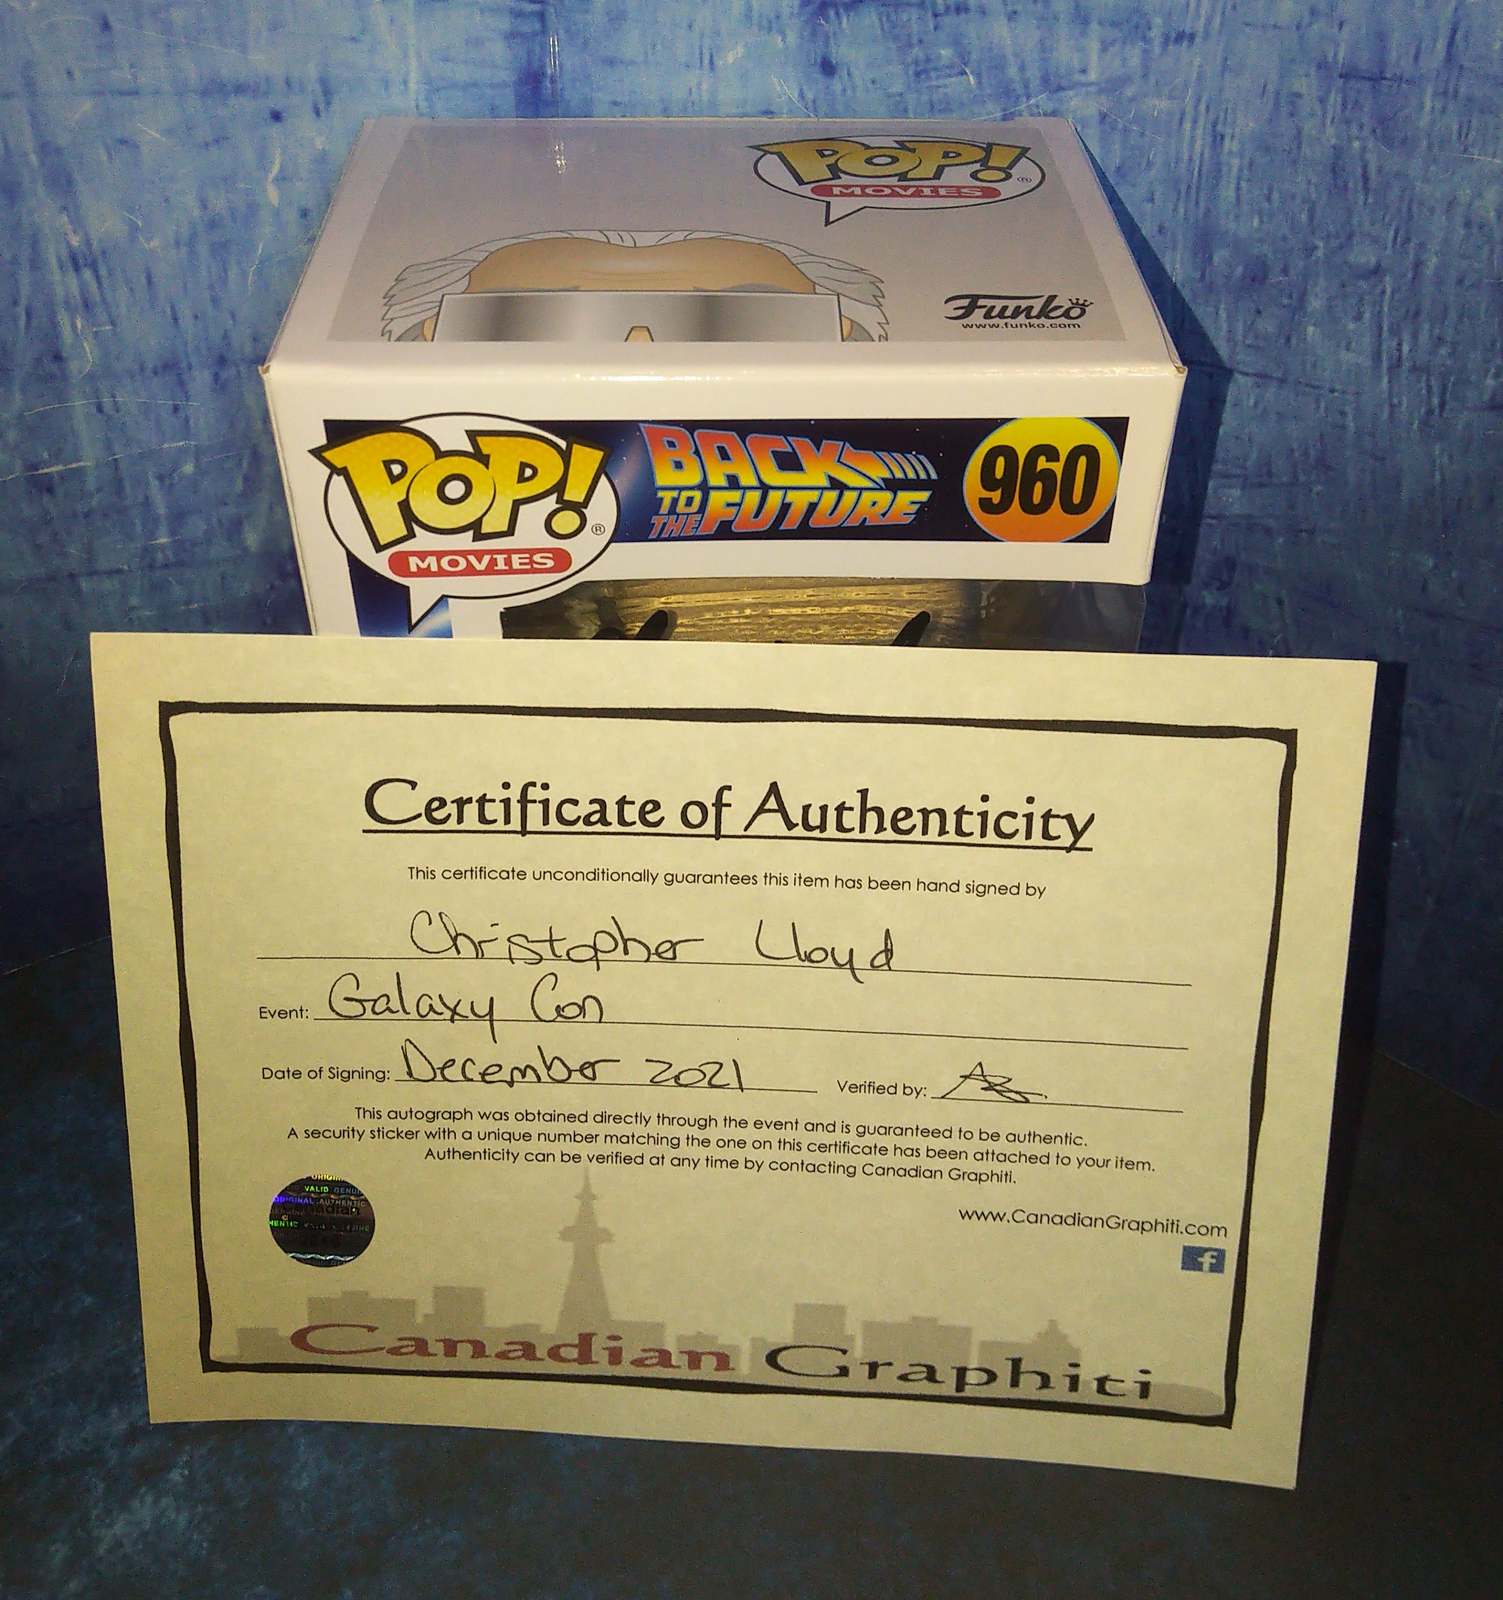 POP!
MOVIES
Funko
www.funko.com
POP! ®
MOVIES
BACK
TO THE FUTURE
960
Certificate of Authenticity
This certificate unconditionally guarantees this item has been hand signed by
Christopher Lloyd
Event: Galaxy Con
Date of Signing: December 2021 Verified by:
This autograph was obtained directly through the event and is guaranteed to be authentic.
A security sticker with a unique number matching the one on this certificate has been attached to your item.
Authenticity can be verified at any time by contacting Canadian Graphiti.
VALID
www.CanadianGraphiti.com
f
Canadian Graphiti